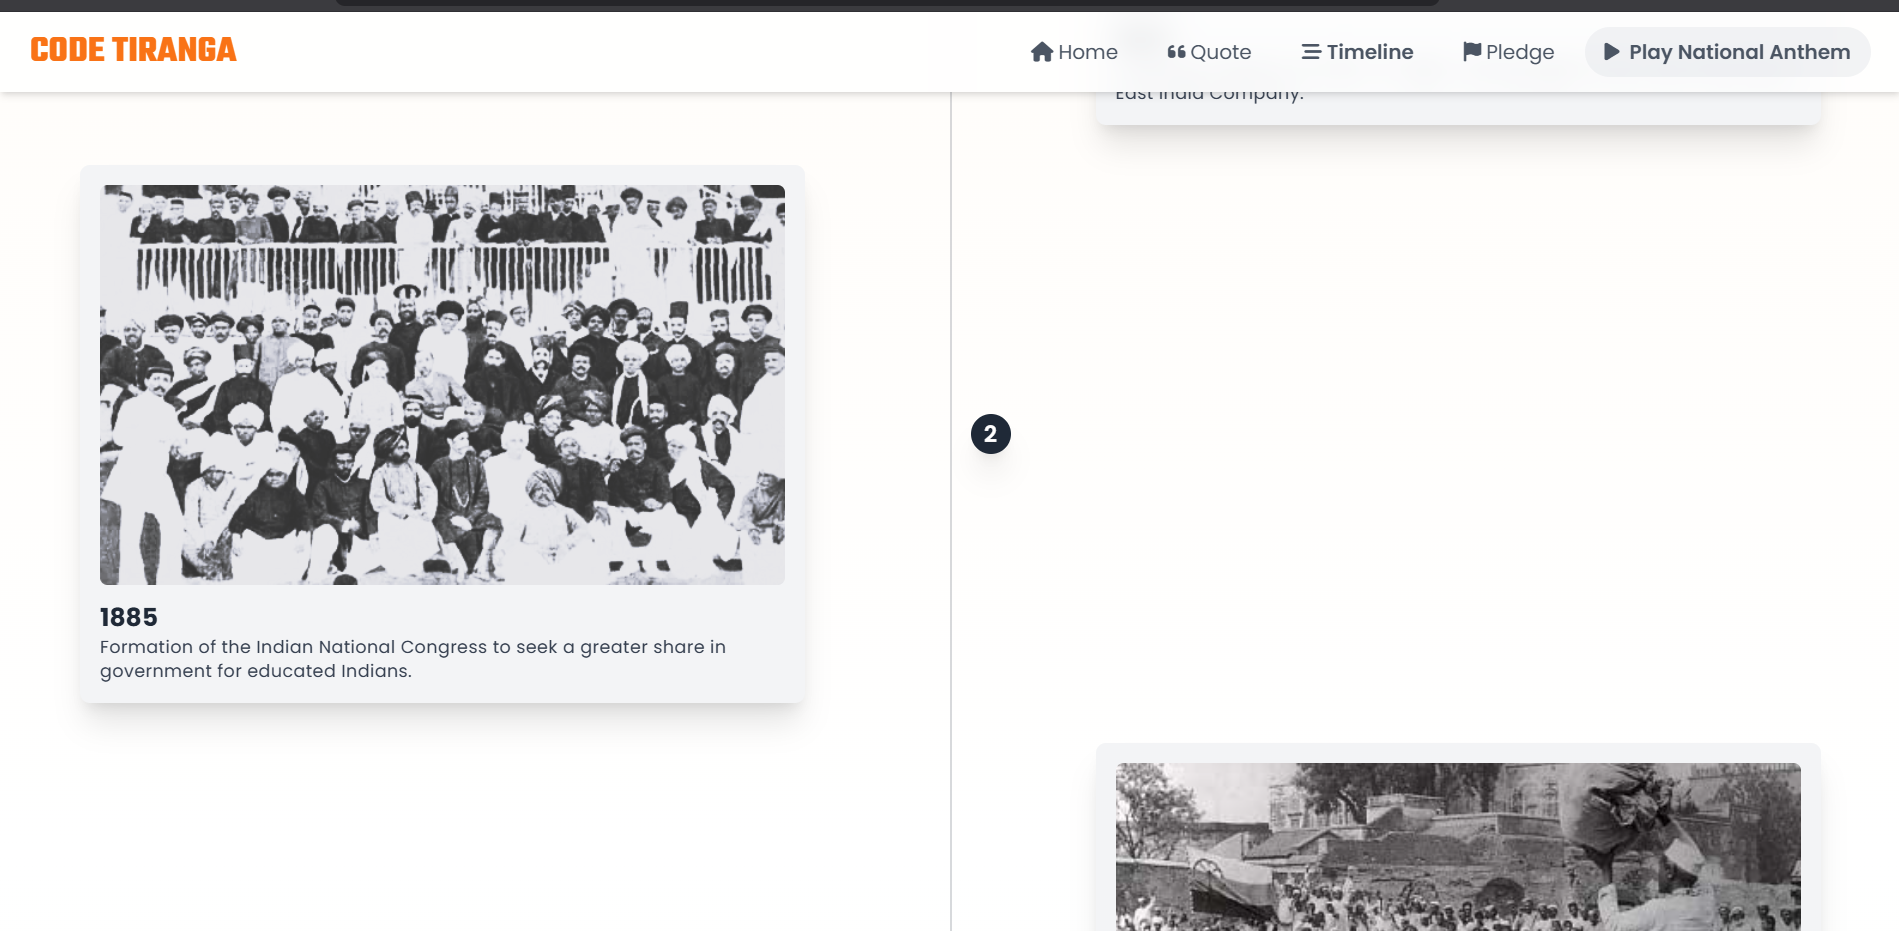 CODE TIRANGA
Home
Quote
Timeline
Pledge
Play National Anthem
East India Company.
2
1885
Formation of the Indian National Congress to seek a greater share in
government for educated Indians.